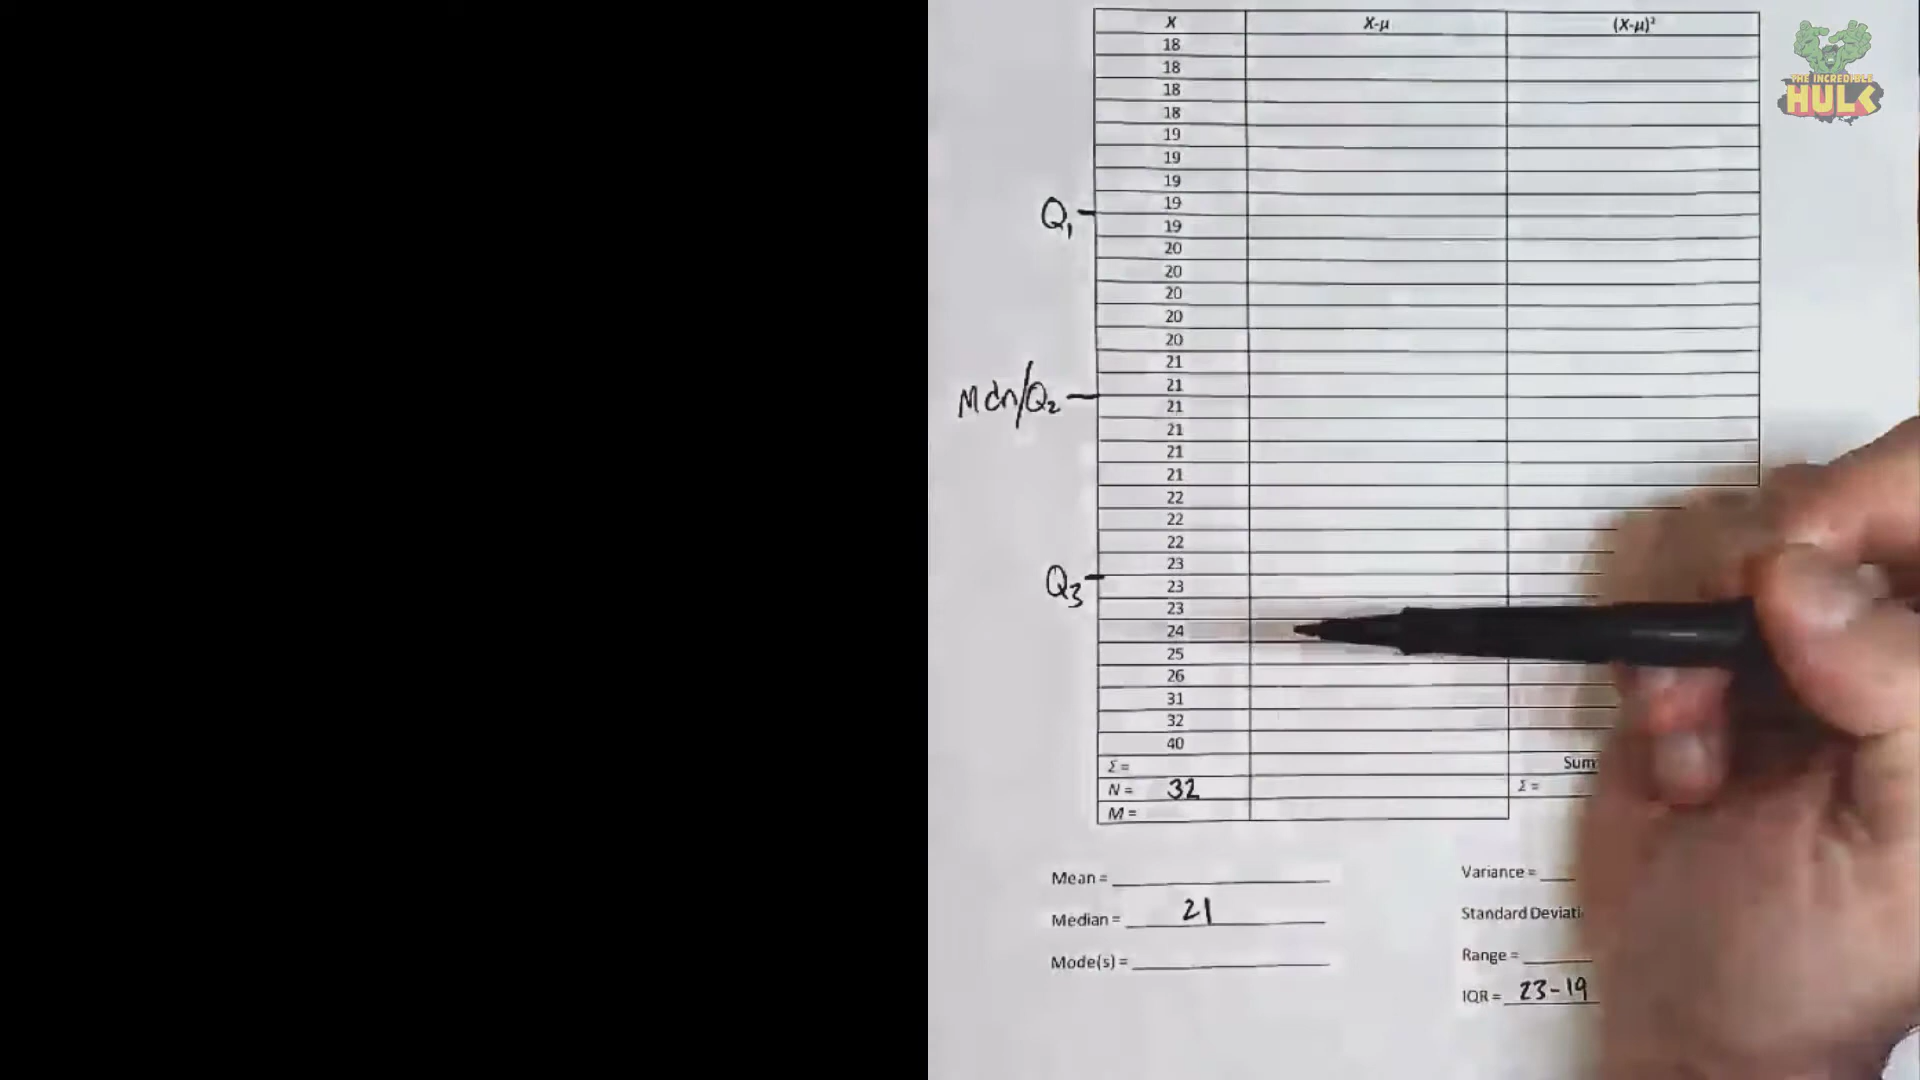 X X-μ (X-μ)²
18
18
18
18
19
19
19
Q₁ 19
19
20
20
20
20
20
21
Mdn/Q₂ 21
21
21
21
21
22
22
22
Q₃ 23
23
23
24
25
26
31
32
40
Σ = Sum
N = 32 Σ =
M =
Mean =
Median = 21
Mode(s) =
Variance =
Standard Deviati
Range =
IQR = 23-19
THE INCREDIBLE
HULK